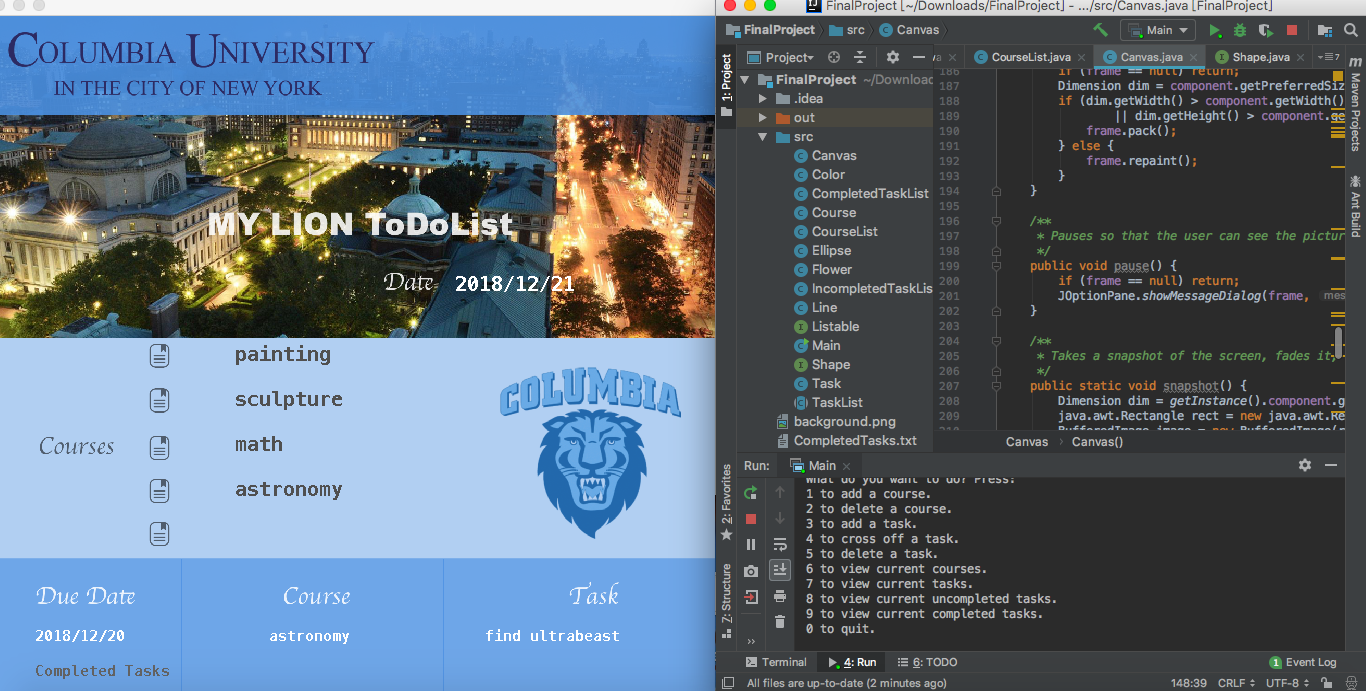 COLUMBIA UNIVERSITY
IN THE CITY OF NEW YORK
MY LION ToDoList
Date 2018/12/21
Courses
painting
sculpture
math
astronomy
COLUMBIA
Due Date Course Task
2018/12/20 astronomy find ultrabeast
Completed Tasks
FinalProject [~/Downloads/FinalProject] - .../src/Canvas.java [FinalProject]
FinalProject src Canvas
Main
1: Project
Project
CourseList.java Canvas.java Shape.java
7
FinalProject ~/Downloac
.idea
out
src
Canvas
Color
CompletedTaskList
Course
CourseList
Ellipse
Flower
IncompletedTaskLis
Line
Listable
Main
Shape
Task
TaskList
background.png
CompletedTasks.txt
186 if (frame == null) return;
187 Dimension dim = component.getPreferredSiz
188 if (dim.getWidth() > component.getWidth()
189 || dim.getHeight() > component.ge
190 frame.pack();
191 } else {
192 frame.repaint();
193 }
194 }
195
196 /**
197 * Pauses so that the user can see the pictur
198 */
199 public void pause() {
200 if (frame == null) return;
201 JOptionPane.showMessageDialog(frame, mes
202 }
203
204 /**
205 * Takes a snapshot of the screen, fades it,
206 */
207 public static void snapshot() {
208 Dimension dim = getInstance().component.g
209 java.awt.Rectangle rect = new java.awt.Re
210 BufferedImage image = new BufferedImage(r
Canvas Canvas()
m
Maven Projects
Ant Build
Run: Main
2: Favorites
7: Structure
What do you want to do? Press:
1 to add a course.
2 to delete a course.
3 to add a task.
4 to cross off a task.
5 to delete a task.
6 to view current courses.
7 to view current tasks.
8 to view current uncompleted tasks.
9 to view current completed tasks.
0 to quit.
Terminal 4: Run 6: TODO 1 Event Log
All files are up-to-date (2 minutes ago) 148:39 CRLF UTF-8